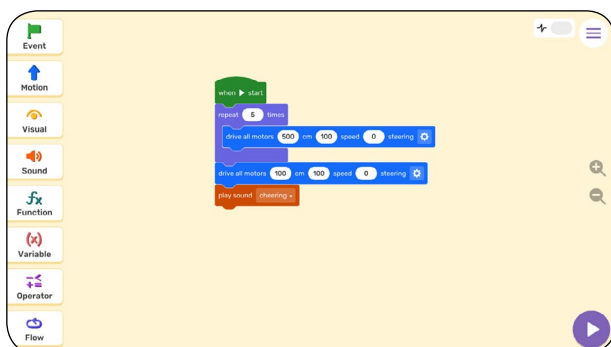 Event
Motion
Visual
Sound
fx
Function
(x)
Variable
Operator
Flow
when start
repeat 5 times
drive all motors 500 cm 100 speed 0 steering
drive all motors 100 cm 100 speed 0 steering
play sound cheering